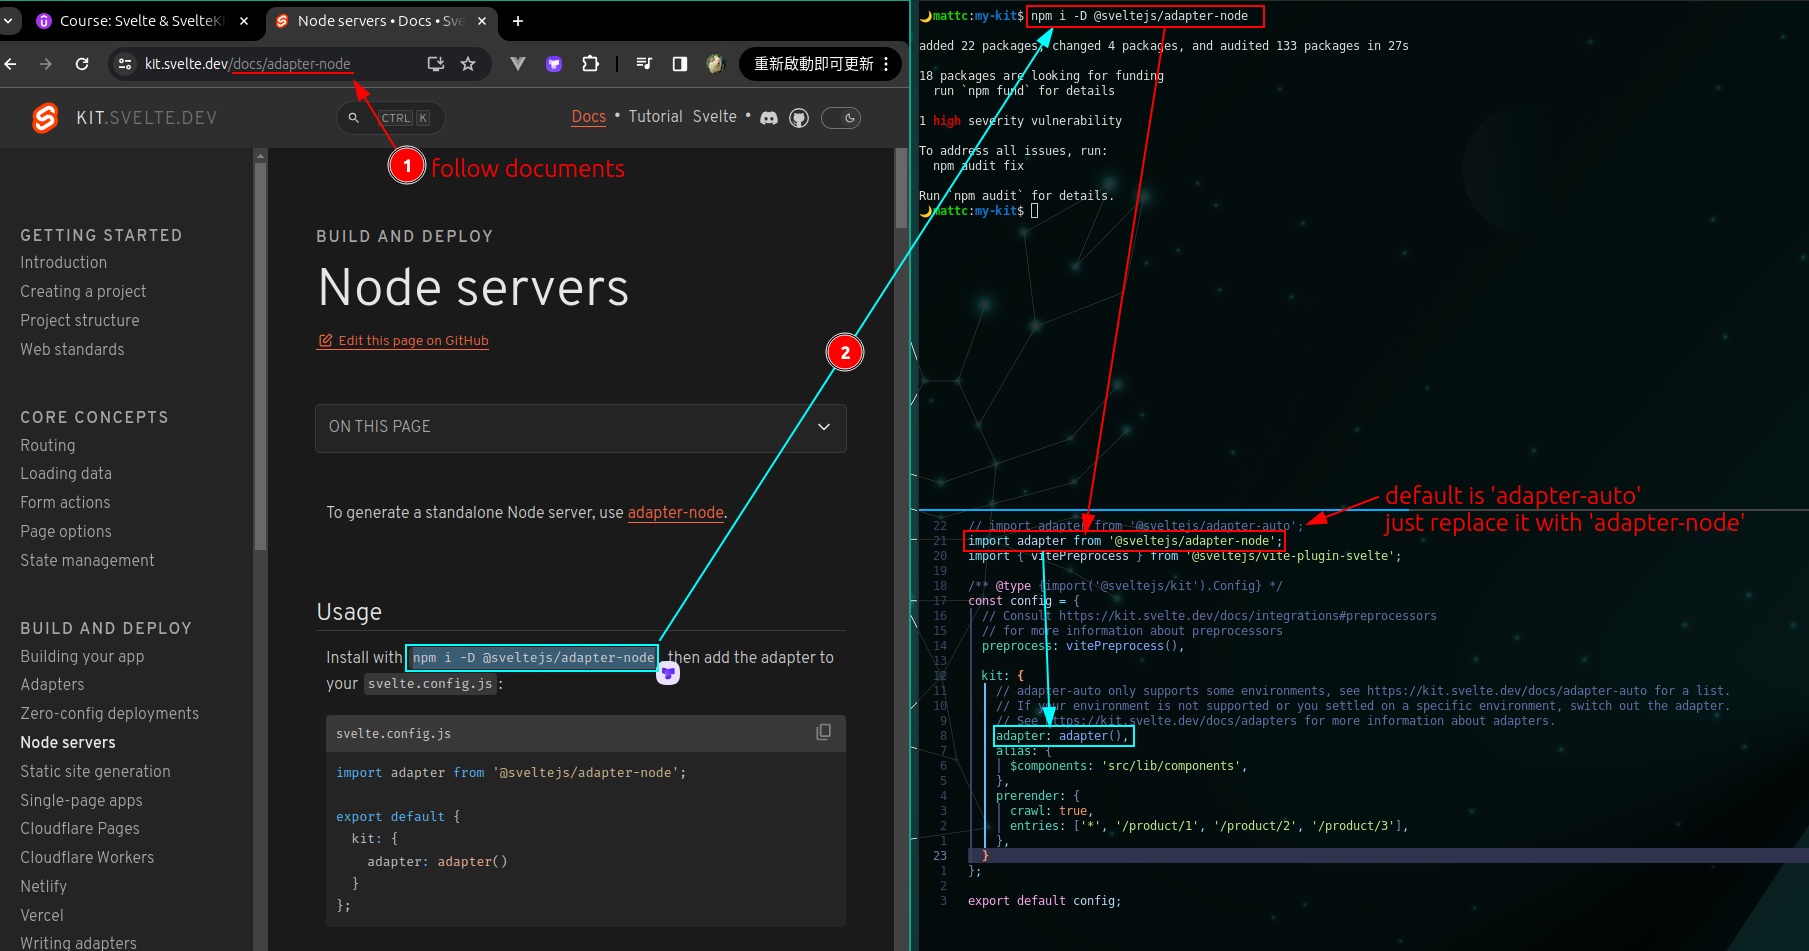 Course: Svelte & SvelteKi
Node servers • Docs • Sve
kit.svelte.dev/docs/adapter-node
重新啟動即可更新
KIT.SVELTE.DEV
CTRL K
Docs • Tutorial Svelte •
1 follow documents
GETTING STARTED
Introduction
Creating a project
Project structure
Web standards
CORE CONCEPTS
Routing
Loading data
Form actions
Page options
State management
BUILD AND DEPLOY
Building your app
Adapters
Zero-config deployments
Node servers
Static site generation
Single-page apps
Cloudflare Pages
Cloudflare Workers
Netlify
Vercel
Writing adapters
BUILD AND DEPLOY
Node servers
Edit this page on GitHub
2
ON THIS PAGE
To generate a standalone Node server, use adapter-node.
Usage
Install with npm i -D @sveltejs/adapter-node, then add the adapter to
your svelte.config.js:
svelte.config.js
import adapter from '@sveltejs/adapter-node';
export default {
kit: {
adapter: adapter()
}
};
mattc:my-kit$ npm i -D @sveltejs/adapter-node
added 22 packages, changed 4 packages, and audited 133 packages in 27s
18 packages are looking for funding
run `npm fund` for details
1 high severity vulnerability
To address all issues, run:
npm audit fix
Run `npm audit` for details.
mattc:my-kit$
default is 'adapter-auto'
just replace it with 'adapter-node'
22 // import adapter from '@sveltejs/adapter-auto';
21 import adapter from '@sveltejs/adapter-node';
20 import { vitePreprocess } from '@sveltejs/vite-plugin-svelte';
19
18 /** @type {import('@sveltejs/kit').Config} */
17 const config = {
16 // Consult https://kit.svelte.dev/docs/integrations#preprocessors
15 // for more information about preprocessors
14 preprocess: vitePreprocess(),
13
12 kit: {
11 // adapter-auto only supports some environments, see https://kit.svelte.dev/docs/adapter-auto for a list.
10 // If your environment is not supported or you settled on a specific environment, switch out the adapter.
9 // See https://kit.svelte.dev/docs/adapters for more information about adapters.
8 adapter: adapter(),
7 alias: {
6 $components: 'src/lib/components',
5 },
4 prerender: {
3 crawl: true,
2 entries: ['*', '/product/1', '/product/2', '/product/3'],
1 },
23 }
1 };
2
3 export default config;